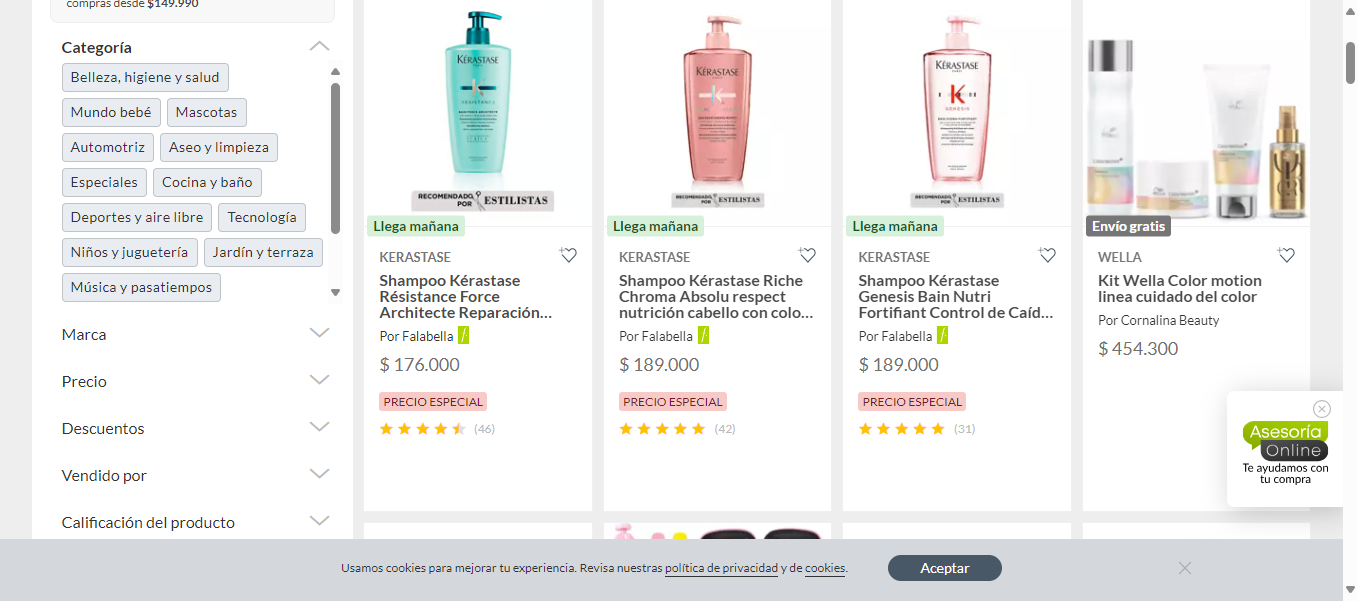 compras desde $149.990
Categoría
Belleza, higiene y salud
Mundo bebé
Mascotas
Automotriz
Aseo y limpieza
Especiales
Cocina y baño
Deportes y aire libre
Tecnología
Niños y juguetería
Jardín y terraza
Música y pasatiempos
Marca
Precio
Descuentos
Vendido por
Calificación del producto
KÉRASTASE
PARIS
RESISTANCE
RECOMENDADO POR ESTILISTAS
Llega mañana
KERASTASE
Shampoo Kérastase
Résistance Force
Architecte Reparación...
Por Falabella
$ 176.000
PRECIO ESPECIAL
(46)
KÉRASTASE
RECOMENDADO POR ESTILISTAS
Llega mañana
KERASTASE
Shampoo Kérastase Riche
Chroma Absolu respect
nutrición cabello con colo...
Por Falabella
$ 189.000
PRECIO ESPECIAL
(42)
KÉRASTASE
PARIS
GENESIS
RECOMENDADO POR ESTILISTAS
Llega mañana
KERASTASE
Shampoo Kérastase
Genesis Bain Nutri
Fortifiant Control de Caíd...
Por Falabella
$ 189.000
PRECIO ESPECIAL
(31)
Envío gratis
WELLA
Kit Wella Color motion
linea cuidado del color
Por Cornalina Beauty
$ 454.300
Asesoría
Online
Te ayudamos con
tu compra
Usamos cookies para mejorar tu experiencia. Revisa nuestras política de privacidad y de cookies.
Aceptar